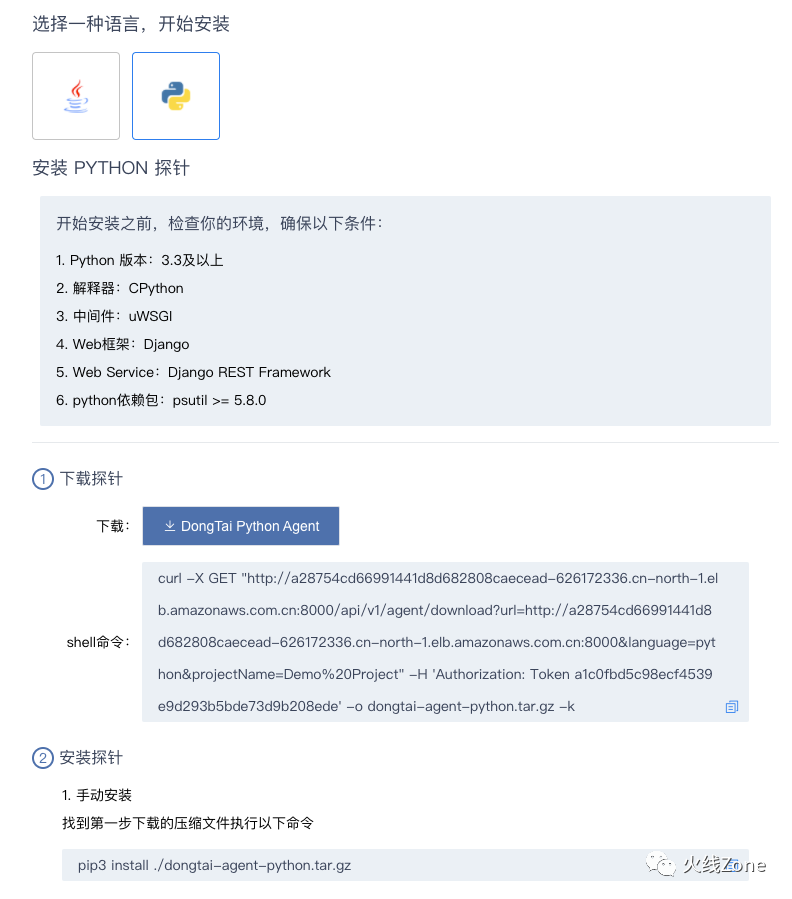 选择一种语言，开始安装
安装 PYTHON 探针
开始安装之前，检查你的环境，确保以下条件：
1. Python 版本：3.3及以上
2. 解释器：CPython
3. 中间件：uWSGI
4. Web框架：Django
5. Web Service：Django REST Framework
6. python依赖包：psutil >= 5.8.0
1 下载探针
下载： DongTai Python Agent
shell命令：
curl -X GET "http://a28754cd66991441d8d682808caecead-626172336.cn-north-1.el
b.amazonaws.com.cn:8000/api/v1/agent/download?url=http://a28754cd66991441d8
d682808caecead-626172336.cn-north-1.elb.amazonaws.com.cn:8000&language=pyt
hon&projectName=Demo%20Project" -H 'Authorization: Token a1c0fbd5c98ecf4539
e9d293b5bde73d9b208ede' -o dongtai-agent-python.tar.gz -k
2 安装探针
1. 手动安装
找到第一步下载的压缩文件执行以下命令
pip3 install ./dongtai-agent-python.tar.gz
火线Zone